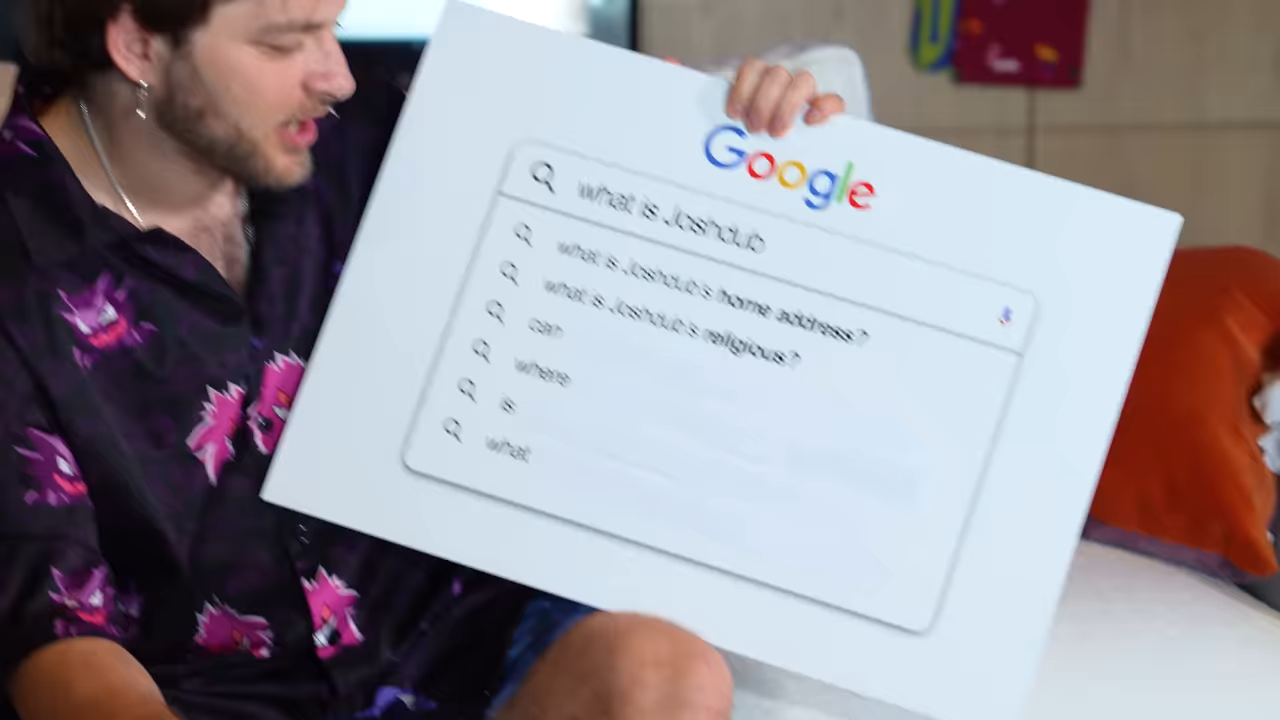 Google
what is Joshdub
what is Joshdub's home address?
what is Joshdub's religious?
can
where
is
what